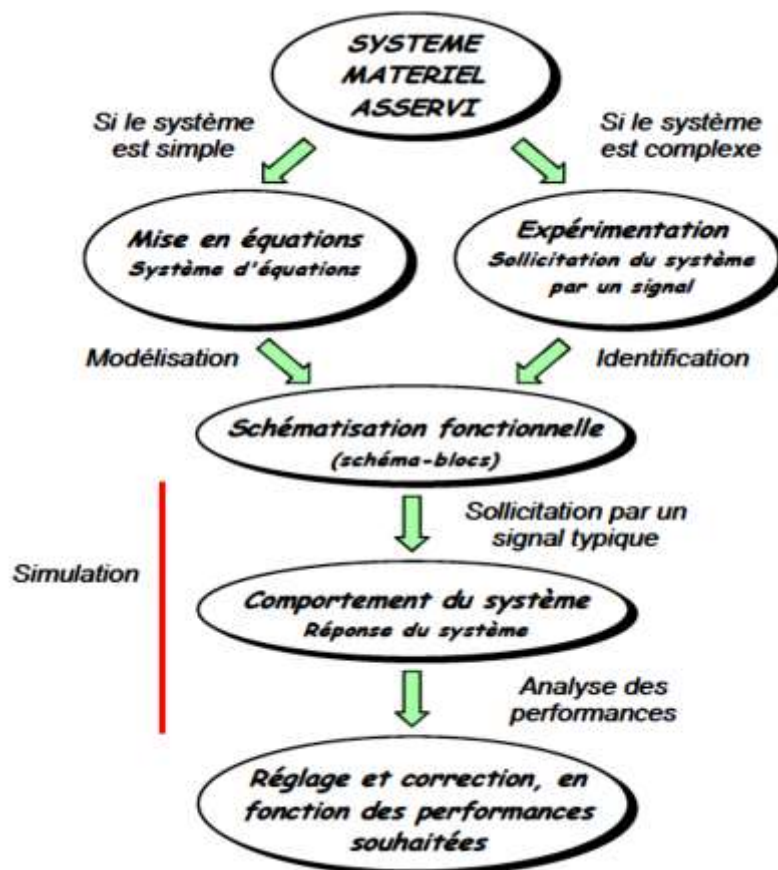 SYSTEME
MATERIEL
ASSERVI
Si le système
est simple
Si le système
est complexe
Mise en équations
Système d'équations
Expérimentation
Sollicitation du système
par un signal
Modélisation
Identification
Schématisation fonctionnelle
(schéma-blocs)
Sollicitation par un
signal typique
Simulation
Comportement du système
Réponse du système
Analyse des
performances
Réglage et correction, en
fonction des performances
souhaitées